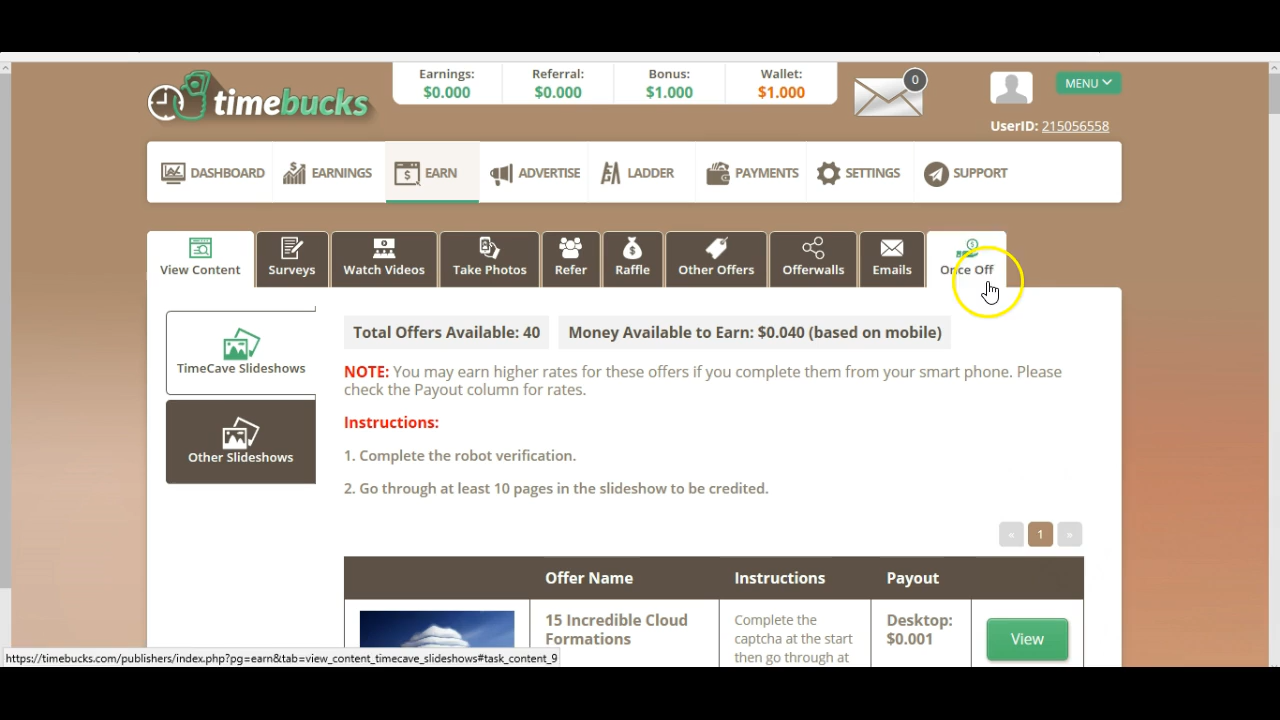 timebucks
Earnings:
$0.000
Referral:
$0.000
Bonus:
$1.000
Wallet:
$1.000
0
MENU
UserID: 215056558
DASHBOARD
EARNINGS
EARN
ADVERTISE
LADDER
PAYMENTS
SETTINGS
SUPPORT
View Content
Surveys
Watch Videos
Take Photos
Refer
Raffle
Other Offers
Offerwalls
Emails
Once Off
TimeCave Slideshows
Other Slideshows
Total Offers Available: 40
Money Available to Earn: $0.040 (based on mobile)
NOTE: You may earn higher rates for these offers if you complete them from your smart phone. Please
check the Payout column for rates.
Instructions:
1. Complete the robot verification.
2. Go through at least 10 pages in the slideshow to be credited.
« 1 »
Offer Name
Instructions
Payout
15 Incredible Cloud
Formations
Complete the
captcha at the start
then go through at
Desktop:
$0.001
View
https://timebucks.com/publishers/index.php?pg=earn&tab=view_content_timecave_slideshows#task_content_9